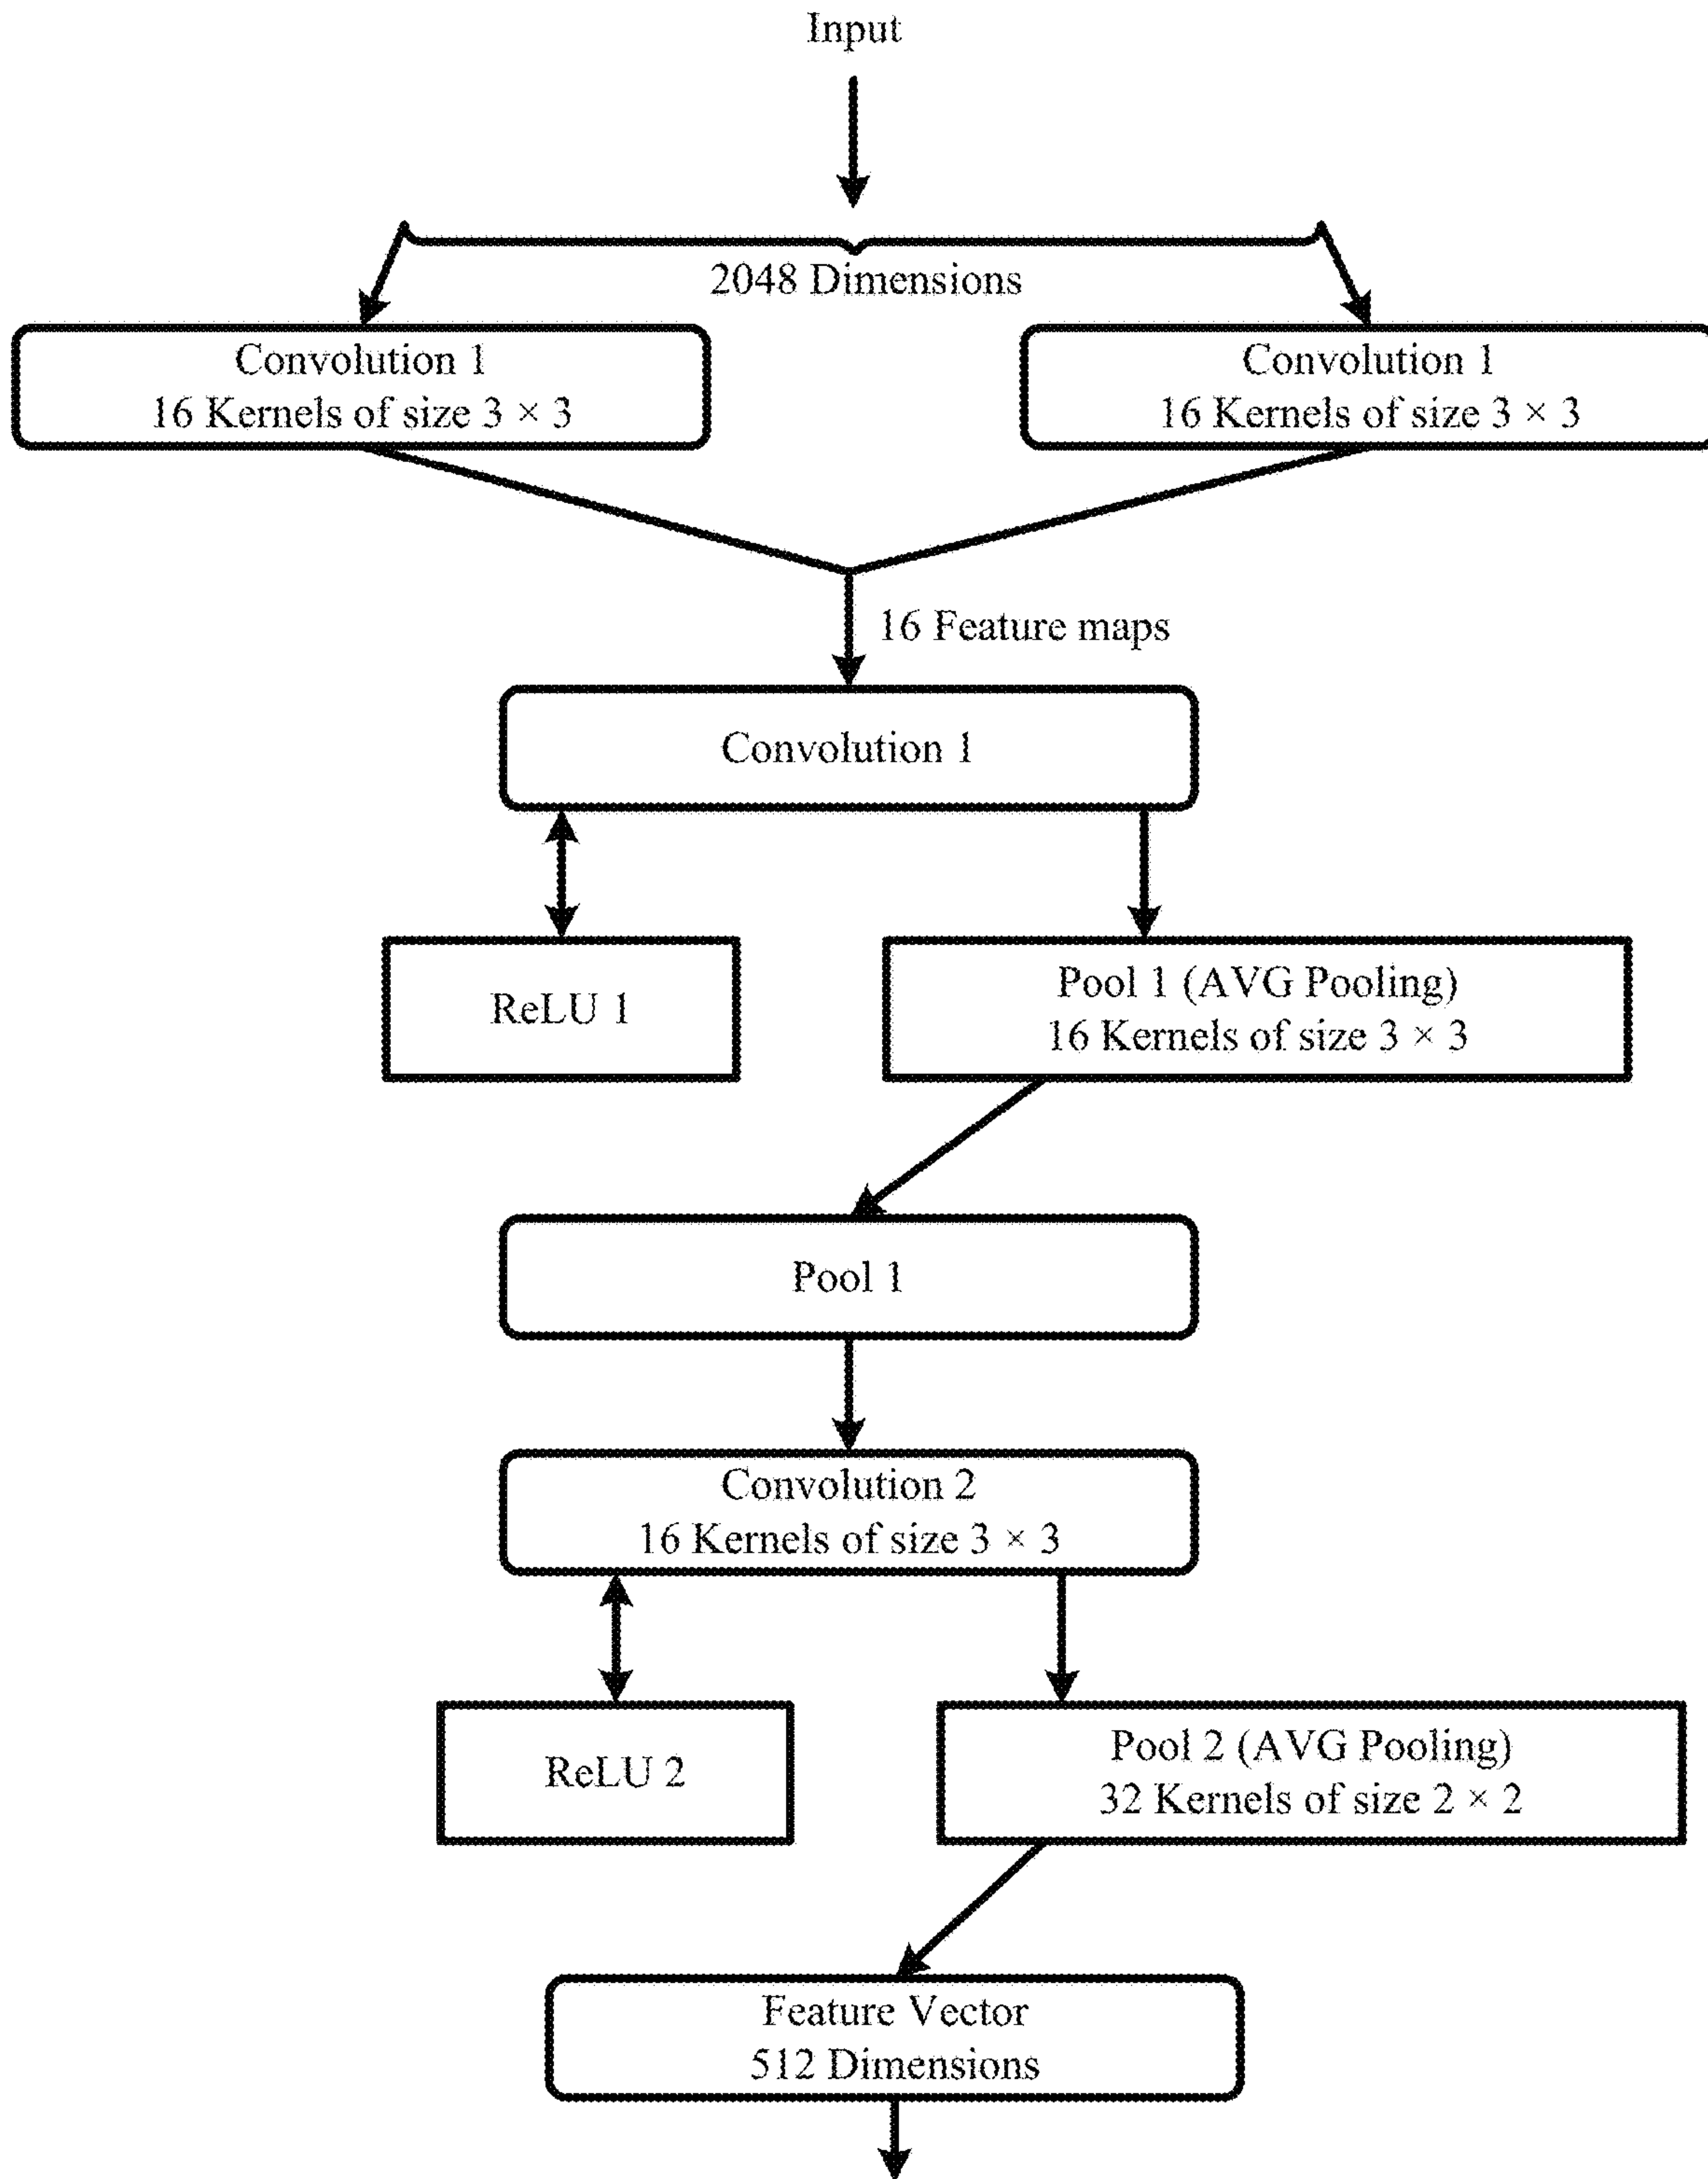 Input
2048 Dimensions
Convolution 1
16 Kernels of size 3 × 3
Convolution 1
16 Kernels of size 3 × 3
16 Feature maps
Convolution 1
ReLU 1
Pool 1 (AVG Pooling)
16 Kernels of size 3 × 3
Pool 1
Convolution 2
16 Kernels of size 3 × 3
ReLU 2
Pool 2 (AVG Pooling)
32 Kernels of size 2 × 2
Feature Vector
512 Dimensions